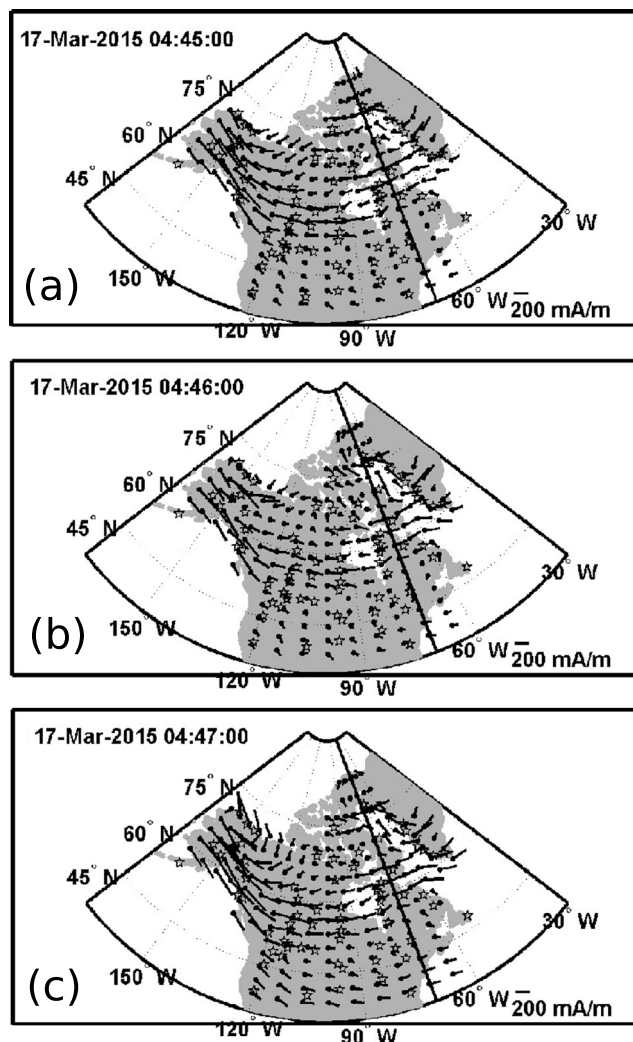 17-Mar-2015 04:45:00
75° N
60° N
45° N
30° W
150° W
60° W
200 mA/m
120° W
90° W
(a)
17-Mar-2015 04:46:00
75° N
60° N
45° N
30° W
150° W
60° W
200 mA/m
120° W
90° W
(b)
17-Mar-2015 04:47:00
75° N
60° N
45° N
30° W
150° W
60° W
200 mA/m
120° W
90° W
(c)